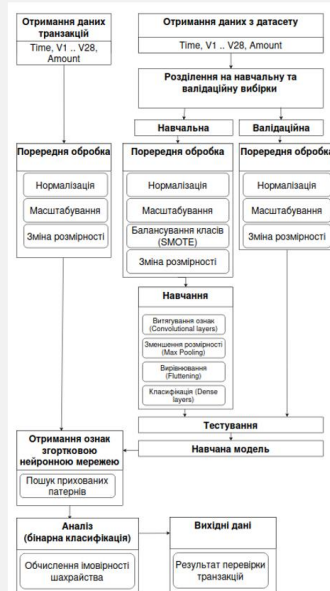 Отримання даних
транзакцій
Time, V1 .. V28,
Amount
Отримання даних з датасету
Time, V1 .. V28, Amount
Розділення на навчальну та
валідаційну вибірки
Навчальна
Валідаційна
Порередня обробка
Нормалізація
Масштабування
Зміна розмірності
Порередня обробка
Нормалізація
Масштабування
Балансування класів
(SMOTE)
Зміна розмірності
Порередня обробка
Нормалізація
Масштабування
Зміна розмірності
Навчання
Витягування ознак
(Convolutional layers)
Зменшення розмірності
(Max Pooling)
Вирівнювання
(Fluttening)
Класифікація (Dense
layers)
Тестування
Навчана модель
Отримання ознак
згортковою
нейронною мережею
Пошук прихованих
патернів
Аналіз
(бінарна класифікація)
Обчислення імовірності
шахрайства
Вихідні дані
Результат перевірки
транзакцій